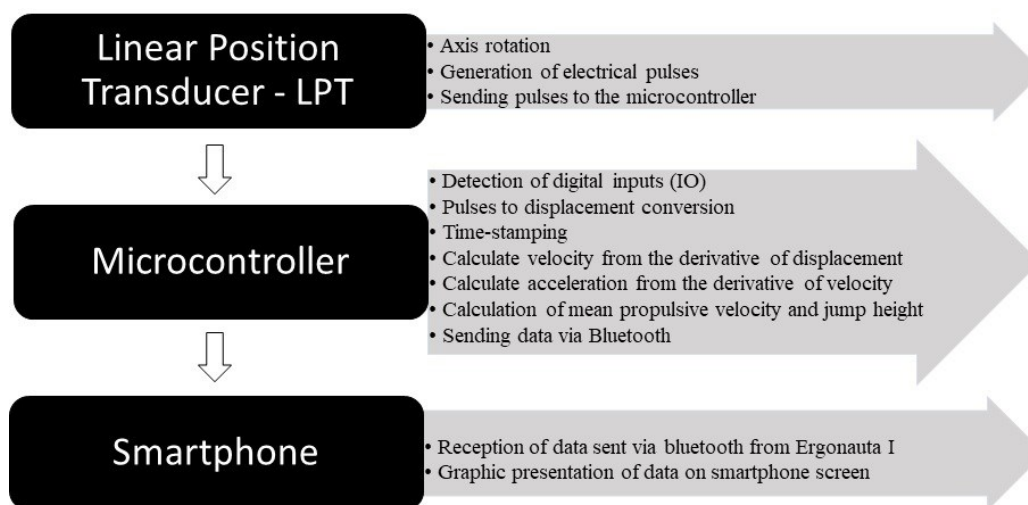 Linear Position
Transducer - LPT
• Axis rotation
• Generation of electrical pulses
• Sending pulses to the microcontroller
Microcontroller
• Detection of digital inputs (IO)
• Pulses to displacement conversion
• Time-stamping
• Calculate velocity from the derivative of displacement
• Calculate acceleration from the derivative of velocity
• Calculation of mean propulsive velocity and jump height
• Sending data via Bluetooth
Smartphone
• Reception of data sent via bluetooth from Ergonauta I
• Graphic presentation of data on smartphone screen